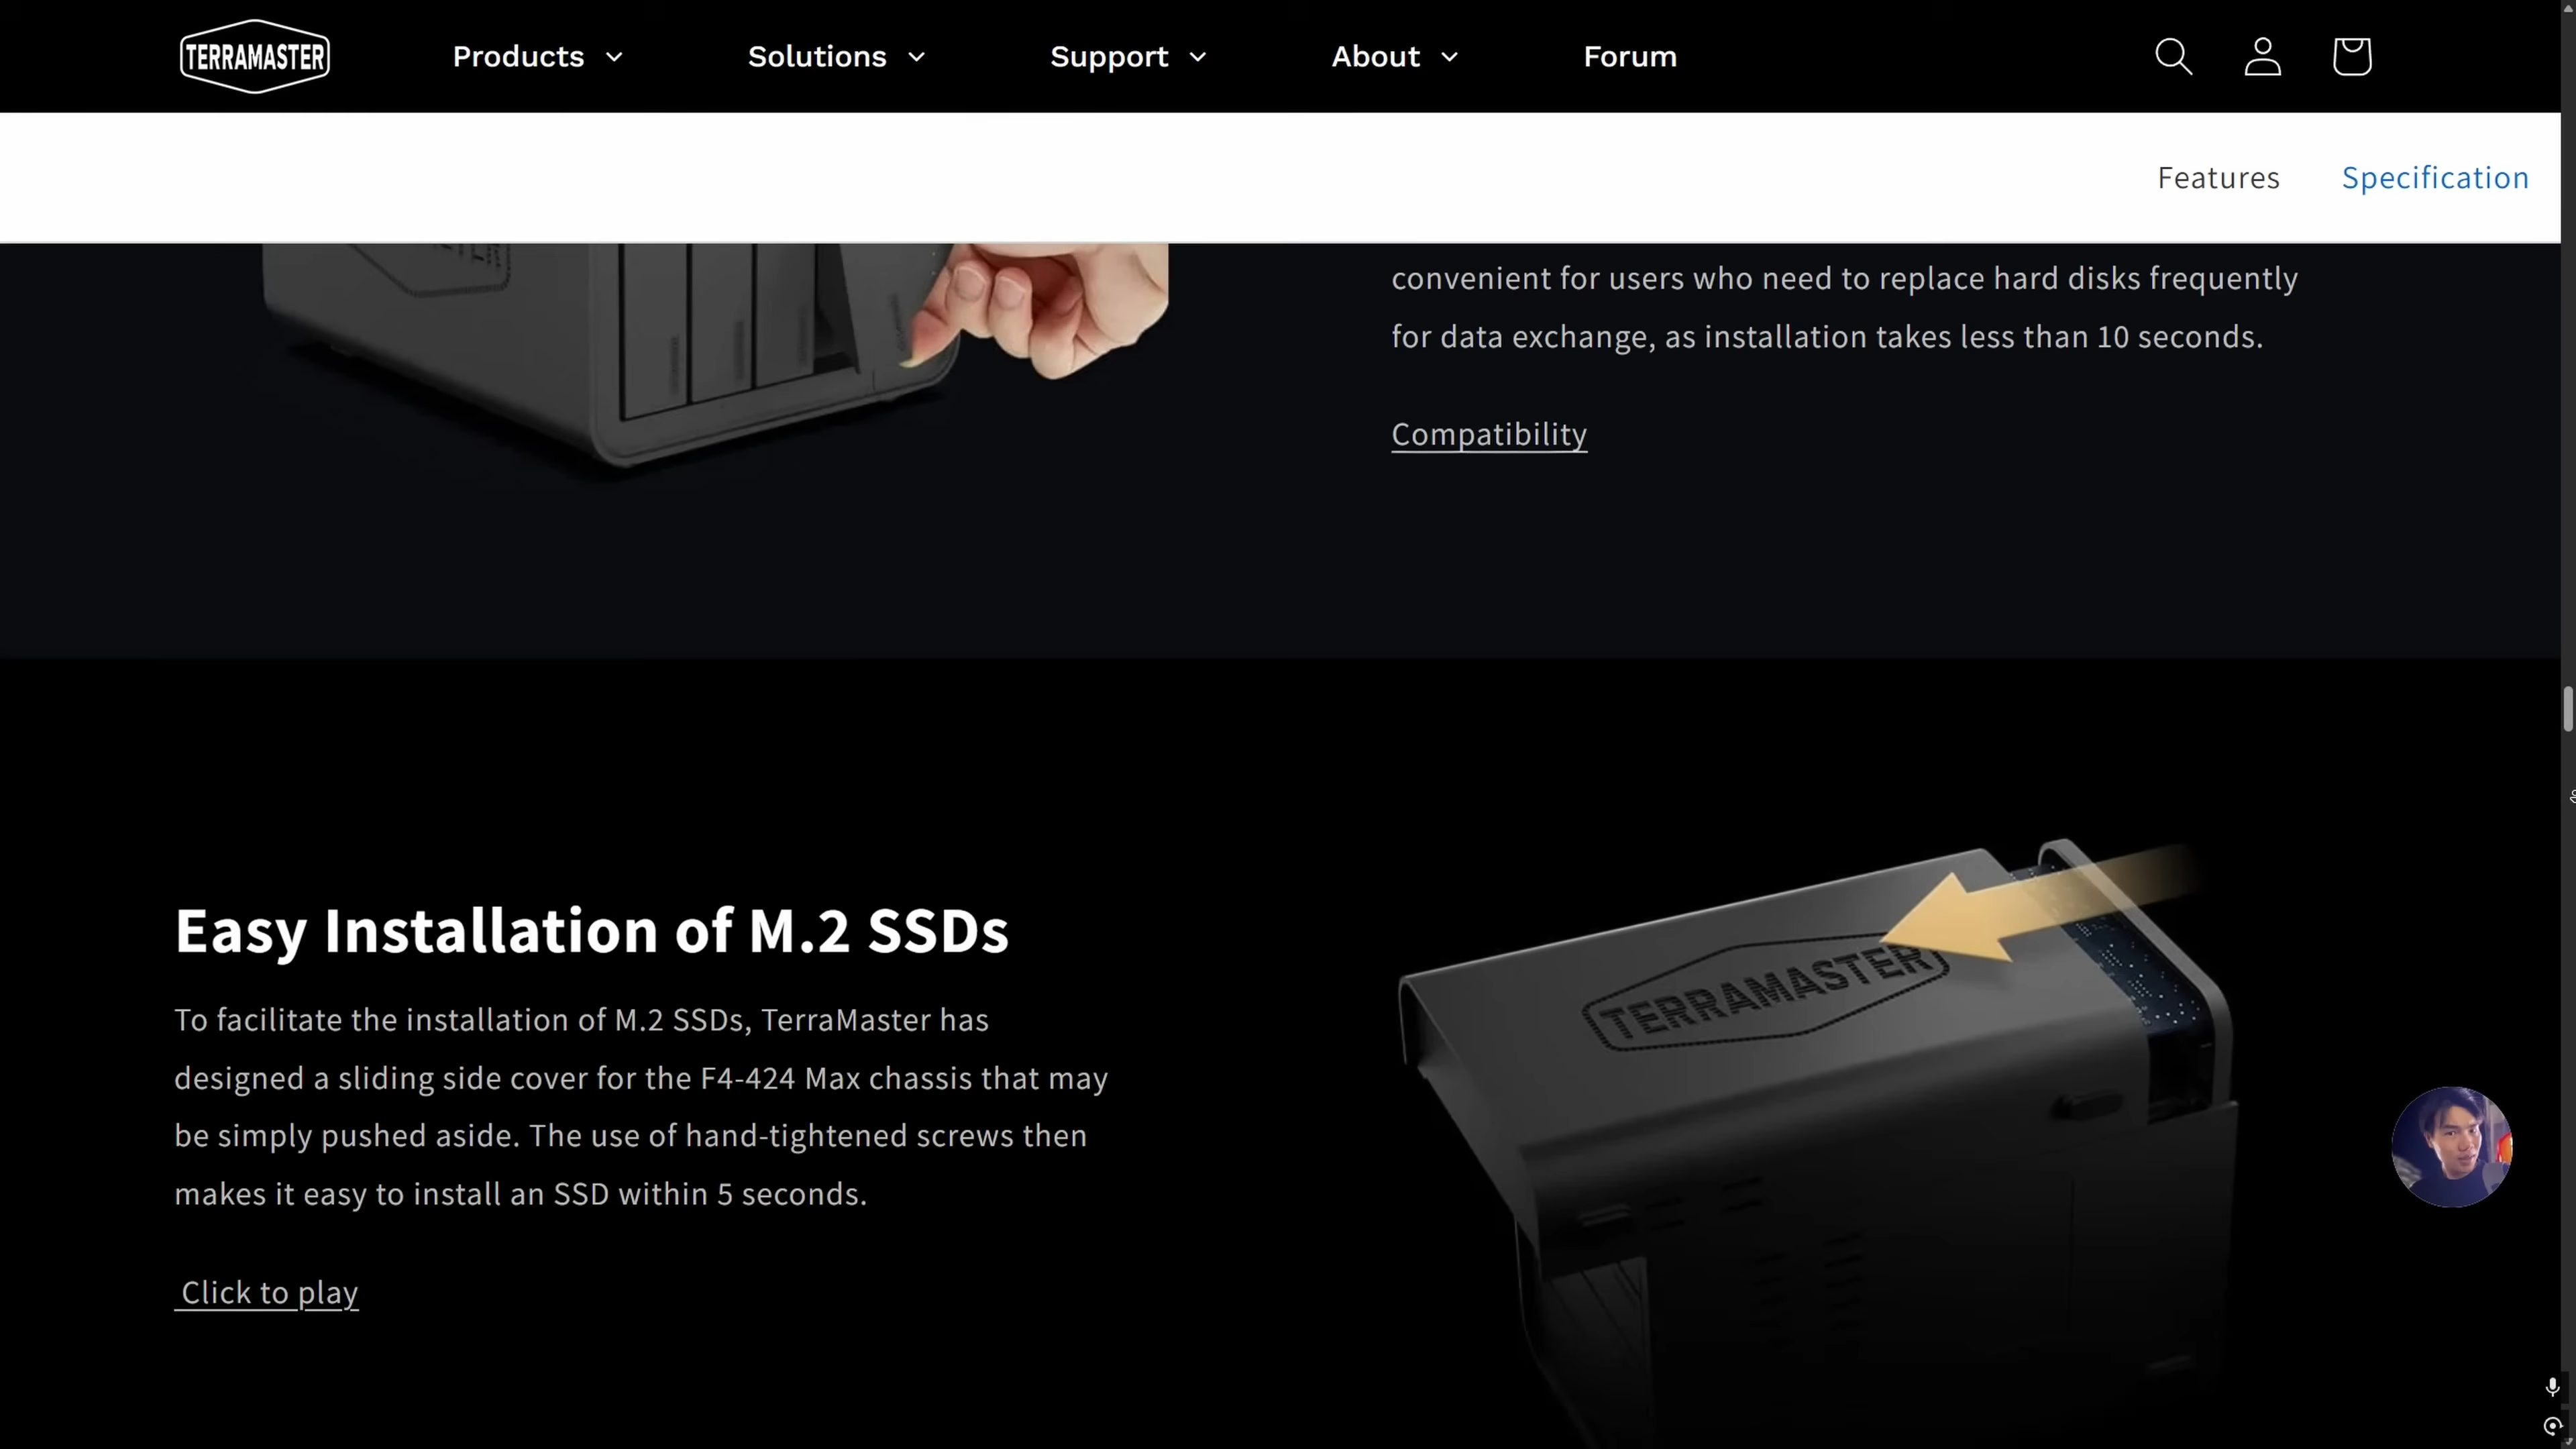 TERRAMASTER
Products
Solutions
Support
About
Forum
Features
Specification
convenient for users who need to replace hard disks frequently
for data exchange, as installation takes less than 10 seconds.
Compatibility
Easy Installation of M.2 SSDs
To facilitate the installation of M.2 SSDs, TerraMaster has
designed a sliding side cover for the F4-424 Max chassis that may
be simply pushed aside. The use of hand-tightened screws then
makes it easy to install an SSD within 5 seconds.
Click to play
TERRAMASTER